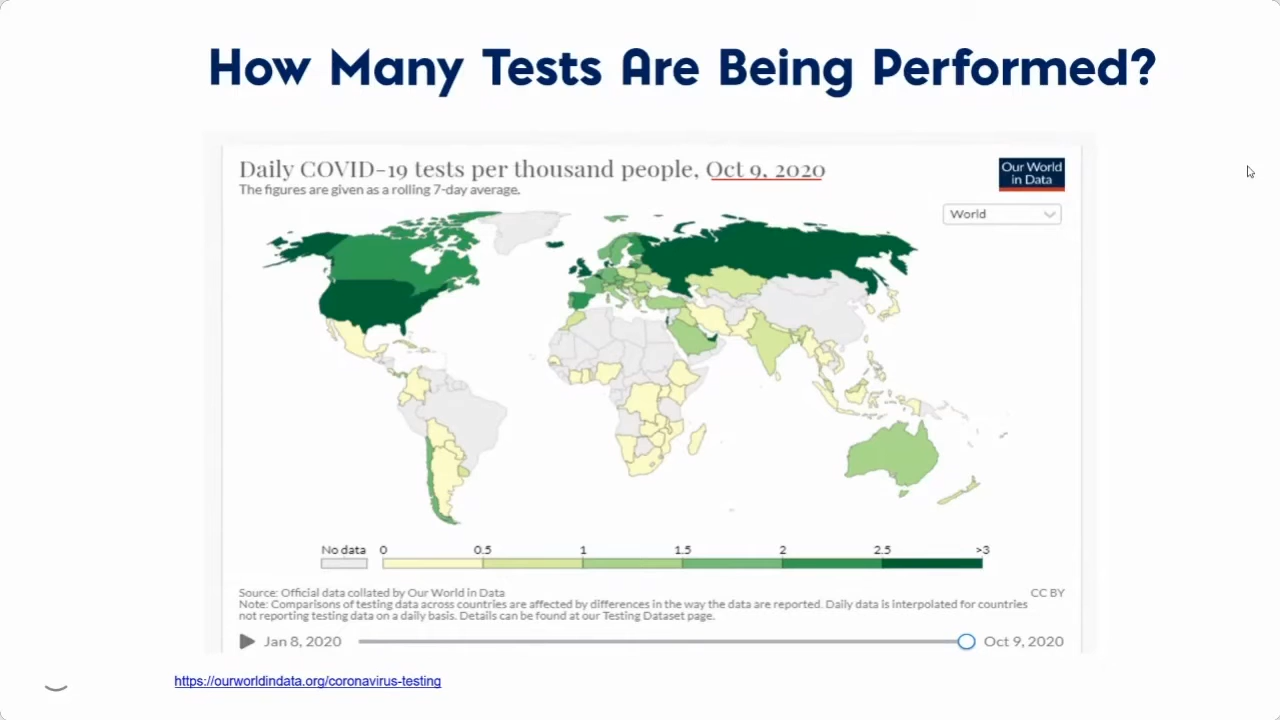 How Many Tests Are Being Performed?
Daily COVID-19 tests per thousand people, Oct 9, 2020
The figures are given as a rolling 7-day average.
Our World
in Data
World
No data 0 0.5 1 1.5 2 2.5 >3
Source: Official data collated by Our World in Data CC BY
Note: Comparisons of testing data across countries are affected by differences in the way the data are reported. Daily data is interpolated for countries
not reporting testing data on a daily basis. Details can be found at our Testing Dataset page.
Jan 8, 2020 Oct 9, 2020
https://ourworldindata.org/coronavirus-testing